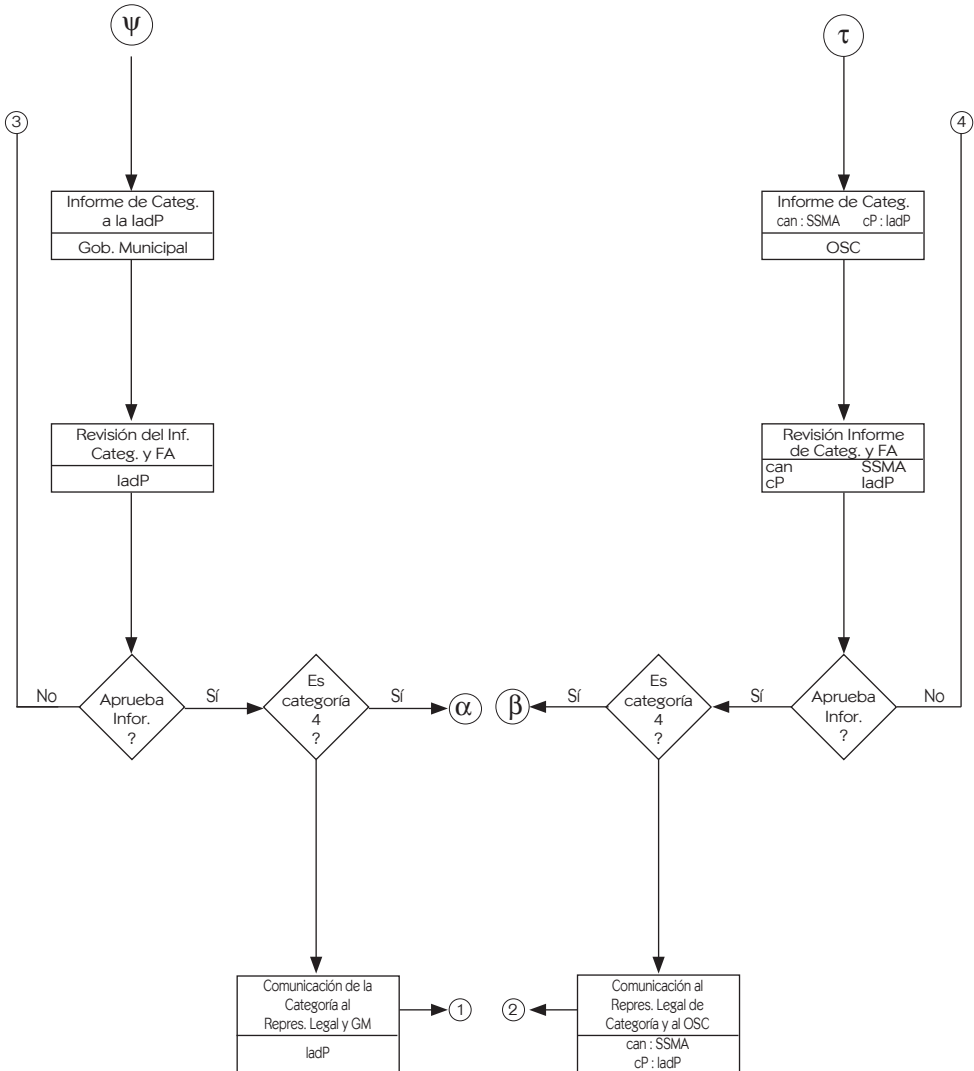 ψ
τ
3
4
Informe de Categ.
a la IadP
Gob. Municipal
Informe de Categ.
can : SSMA cP : IadP
OSC
Revisión del Inf.
Categ. y FA
IadP
Revisión Informe
de Categ. y FA
can SSMA
cP IadP
No
Aprueba
Infor.
?
Sí
Es
categoría
4
?
Sí
α
β
Sí
Es
categoría
4
?
Sí
Aprueba
Infor.
?
No
Comunicación de la
Categoría al
Repres. Legal y GM
IadP
1
2
Comunicación al
Repres. Legal de
Categoría y al OSC
can : SSMA
cP : IadP